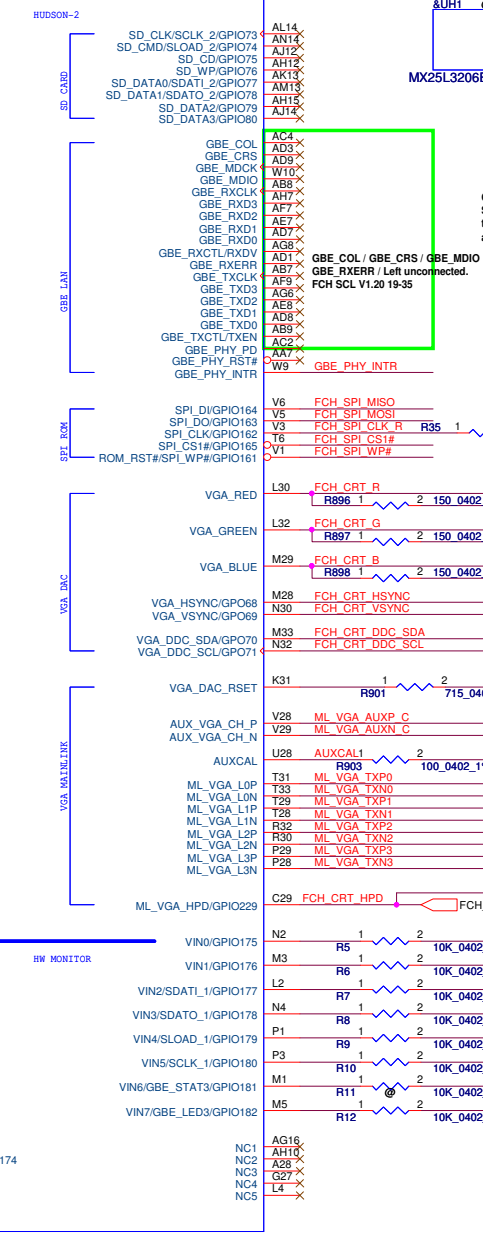 HUDSON-2
&UH1
MX25L3206E
SD CARD
SD_CLK/SCLK_2/GPIO73 AL14
SD_CMD/SLOAD_2/GPIO74 AN14
SD_CD/GPIO75 AJ12
SD_WP/GPIO76 AH12
SD_DATA0/SDATI_2/GPIO77 AK13
SD_DATA1/SDATO_2/GPIO78 AM13
SD_DATA2/GPIO79 AH15
SD_DATA3/GPIO80 AJ14
GBE LAN
GBE_COL AC4
GBE_CRS AD3
GBE_MDCK AD9
GBE_MDIO W10
GBE_RXCLK AB8
GBE_RXD3 AH7
GBE_RXD2 AF7
GBE_RXD1 AE7
GBE_RXD0 AD7
GBE_RXCTL/RXDV AG8
GBE_RXERR AD1
GBE_TXCLK AB7
GBE_TXD3 AF9
GBE_TXD2 AG6
GBE_TXD1 AE8
GBE_TXD0 AD8
GBE_TXCTL/TXEN AB9
GBE_PHY_PD AC2
GBE_PHY_RST# AA7
GBE_PHY_INTR W9 GBE_PHY_INTR
GBE_COL / GBE_CRS / GBE_MDIO
GBE_RXERR / Left unconnected.
FCH SCL V1.20 19-35
SPI ROM
SPI_DI/GPIO164 V6 FCH_SPI_MISO
SPI_DO/GPIO163 V5 FCH_SPI_MOSI
SPI_CLK/GPIO162 V3 FCH_SPI_CLK_R R35 1
SPI_CS1#/GPIO165 T6 FCH_SPI_CS1#
ROM_RST#/SPI_WP#/GPIO161 V1 FCH_SPI_WP#
VGA DAC
VGA_RED L30 FCH_CRT_R
R896 1 2 150_0402
VGA_GREEN L32 FCH_CRT_G
R897 1 2 150_0402
VGA_BLUE M29 FCH_CRT_B
R898 1 2 150_0402
VGA_HSYNC/GPO68 M28 FCH_CRT_HSYNC
VGA_VSYNC/GPO69 N30 FCH_CRT_VSYNC
VGA_DDC_SDA/GPO70 M33 FCH_CRT_DDC_SDA
VGA_DDC_SCL/GPO71 N32 FCH_CRT_DDC_SCL
VGA_DAC_RSET K31 1 2
R901 715_040
VGA MAINLINK
AUX_VGA_CH_P V28 ML_VGA_AUXP_C
AUX_VGA_CH_N V29 ML_VGA_AUXN_C
AUXCAL U28 AUXCAL 1 2
R903 100_0402_1%
ML_VGA_L0P T31 ML_VGA_TXP0
ML_VGA_L0N T33 ML_VGA_TXN0
ML_VGA_L1P T29 ML_VGA_TXP1
ML_VGA_L1N T28 ML_VGA_TXN1
ML_VGA_L2P R32 ML_VGA_TXP2
ML_VGA_L2N R30 ML_VGA_TXN2
ML_VGA_L3P P29 ML_VGA_TXP3
ML_VGA_L3N P28 ML_VGA_TXN3
ML_VGA_HPD/GPIO229 C29 FCH_CRT_HPD FCH_
HW MONITOR
VIN0/GPIO175 N2 R5 1 2 10K_0402_
VIN1/GPIO176 M3 R6 1 2 10K_0402_
VIN2/SDATI_1/GPIO177 L2 R7 1 2 10K_0402_
VIN3/SDATO_1/GPIO178 N4 R8 1 2 10K_0402_
VIN4/SLOAD_1/GPIO179 P1 R9 1 2 10K_0402_
VIN5/SCLK_1/GPIO180 P3 R10 1 2 10K_0402_
VIN6/GBE_STAT3/GPIO181 M1 R11 1 @ 2 10K_0402_
VIN7/GBE_LED3/GPIO182 M5 R12 1 2 10K_0402_
NC1 AG16
NC2 AH10
NC3 A28
NC4 G27
NC5 L4
174